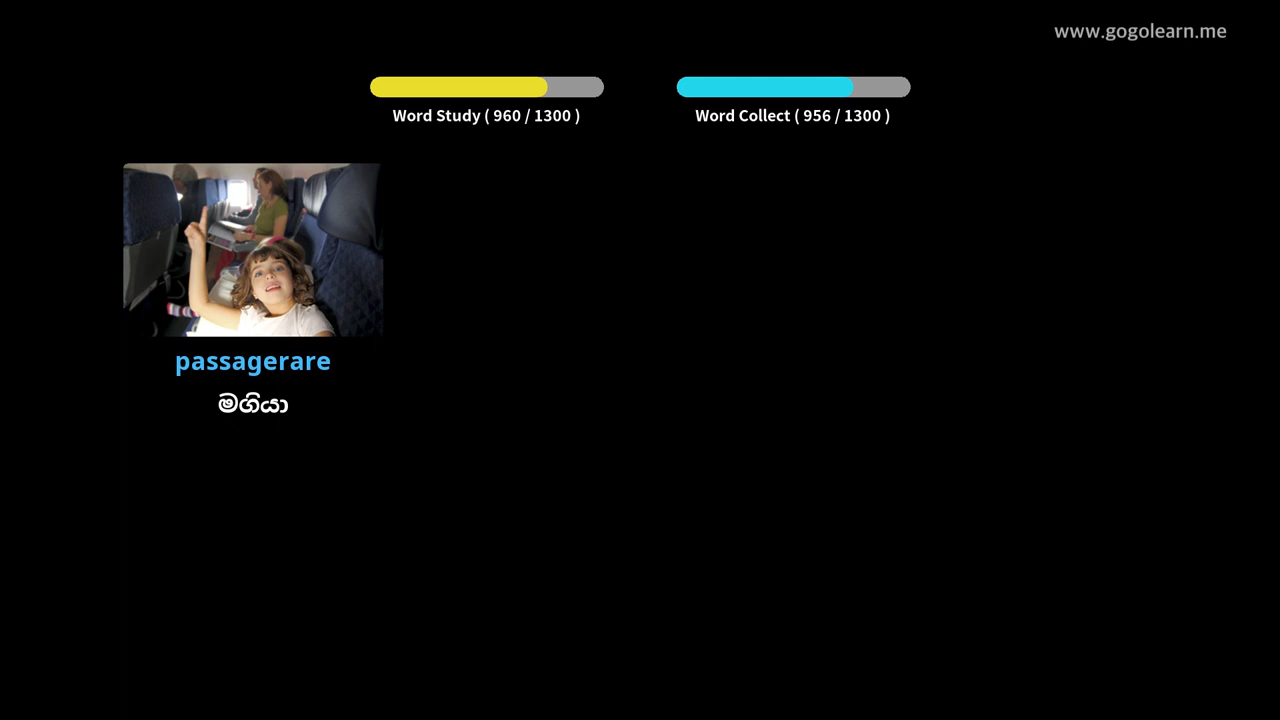 www.gogolearn.me
Word Study ( 960 / 1300 )
Word Collect ( 956 / 1300 )
passagerare
මගියා